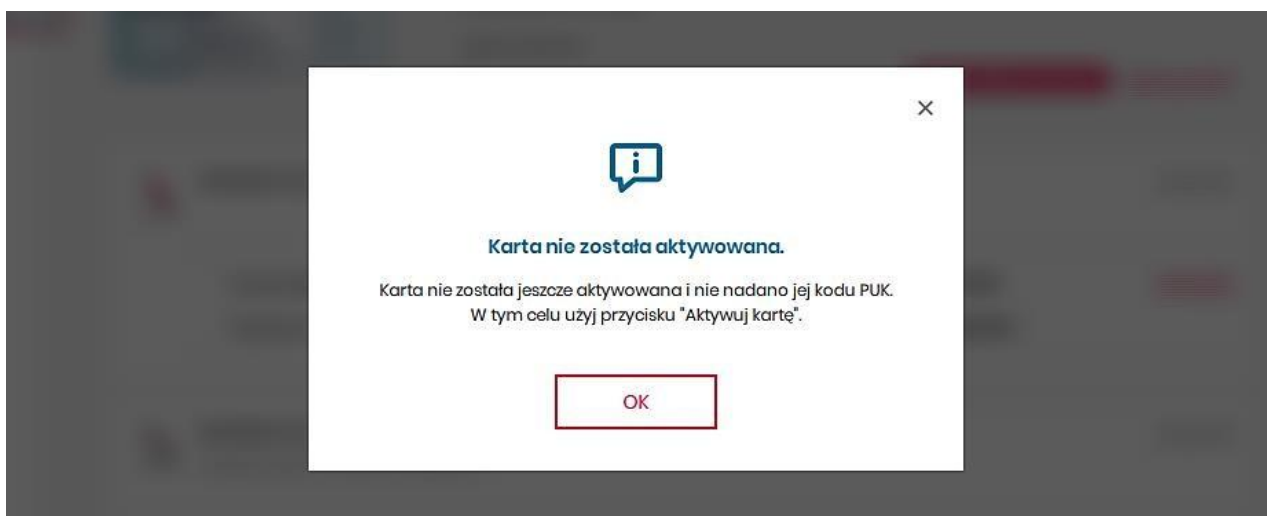 Karta nie została aktywowana.
Karta nie została jeszcze aktywowana i nie nadano jej kodu PUK.
W tym celu użyj przycisku "Aktywuj kartę".
OK